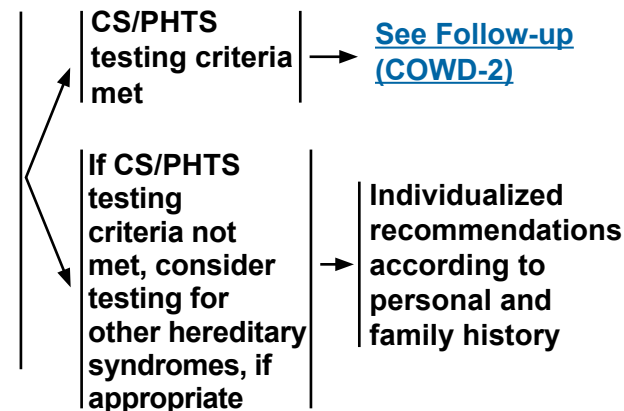 CS/PHTS
testing criteria
met
See Follow-up
(COWD-2)
If CS/PHTS
testing
criteria not
met, consider
testing for
other hereditary
syndromes, if
appropriate
Individualized
recommendations
according to
personal and
family history